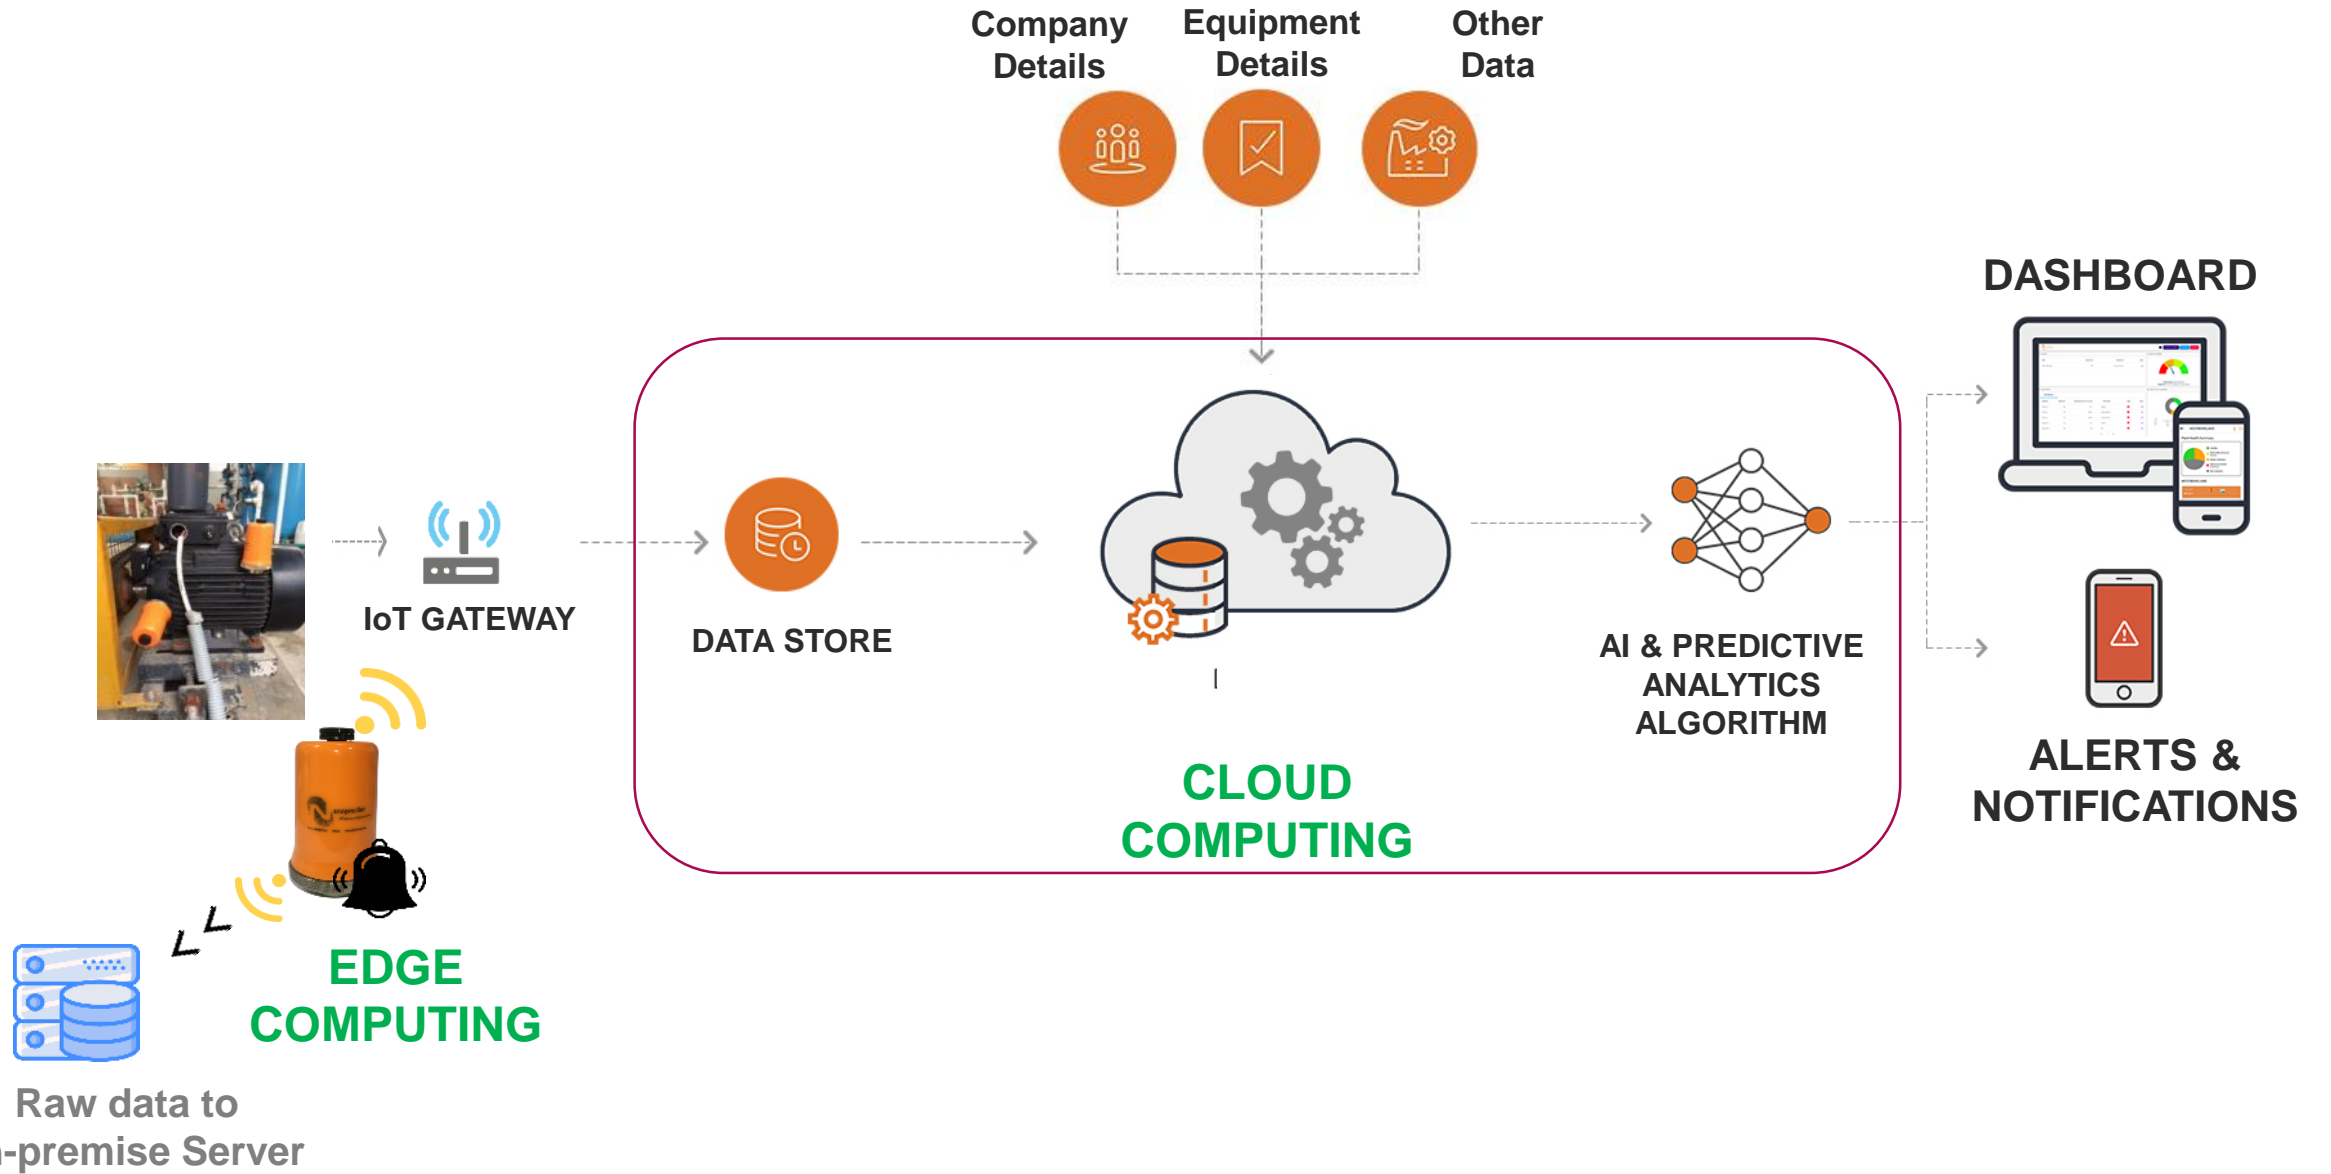 Company
Details
Equipment
Details
Other
Data
DASHBOARD
IoT GATEWAY
DATA STORE
AI & PREDICTIVE
ANALYTICS
ALGORITHM
CLOUD
COMPUTING
ALERTS &
NOTIFICATIONS
EDGE
COMPUTING
Raw data to
-premise Server